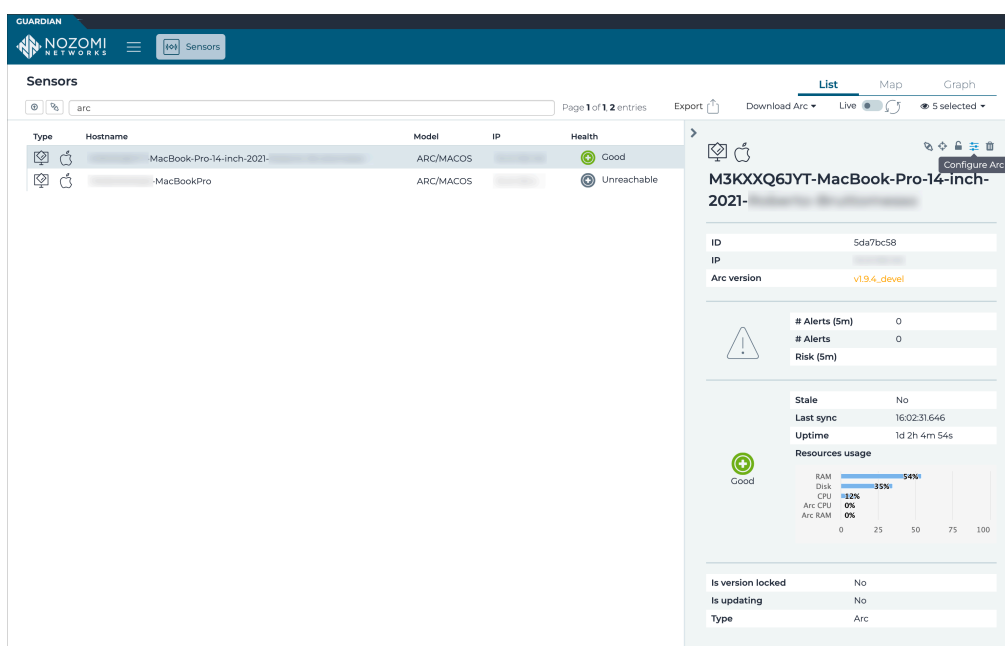 GUARDIAN
NOZOMI
NETWORKS
Sensors
Sensors
List Map Graph
arc
Page 1 of 1, 2 entries
Export Download Arc Live 5 selected
Type Hostname Model IP Health
-MacBook-Pro-14-inch-2021- ARC/MACOS Good
-MacBookPro ARC/MACOS Unreachable
Configure Arc
M3KXXQ6JYT-MacBook-Pro-14-inch-
2021-
ID 5da7bc58
IP
Arc version v1.9.4_devel
# Alerts (5m) 0
# Alerts 0
Risk (5m)
Stale No
Last sync 16:02:31.646
Uptime 1d 2h 4m 54s
Resources usage
Good
RAM 54%
Disk 35%
CPU 12%
Arc CPU 0%
Arc RAM 0%
0 25 50 75 100
Is version locked No
Is updating No
Type Arc